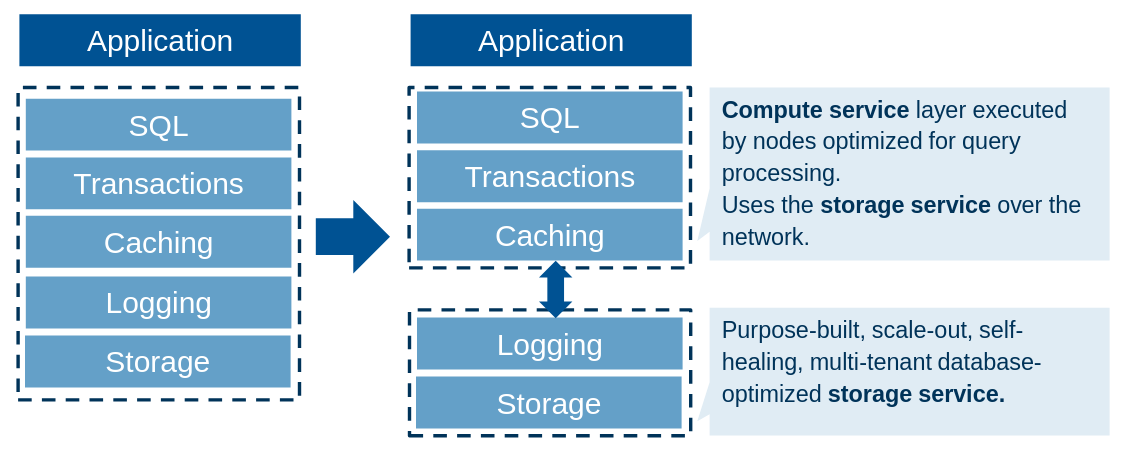 Application
SQL
Transactions
Caching
Logging
Storage
Application
SQL
Transactions
Caching
Logging
Storage
Compute service layer executed
by nodes optimized for query
processing.
Uses the storage service over the
network.
Purpose-built, scale-out, self-
healing, multi-tenant database-
optimized storage service.